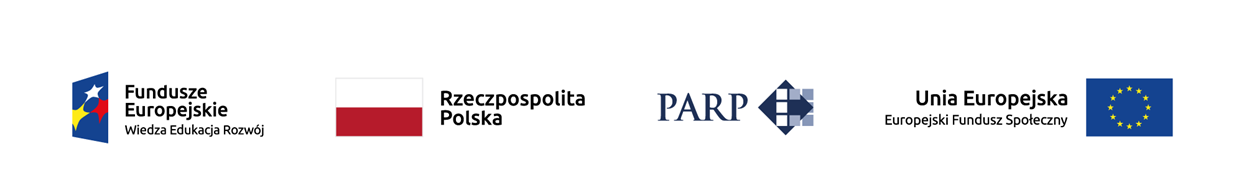 Fundusze
Europejskie
Wiedza Edukacja Rozwój
Rzeczpospolita
Polska
PARP
Unia Europejska
Europejski Fundusz Społeczny